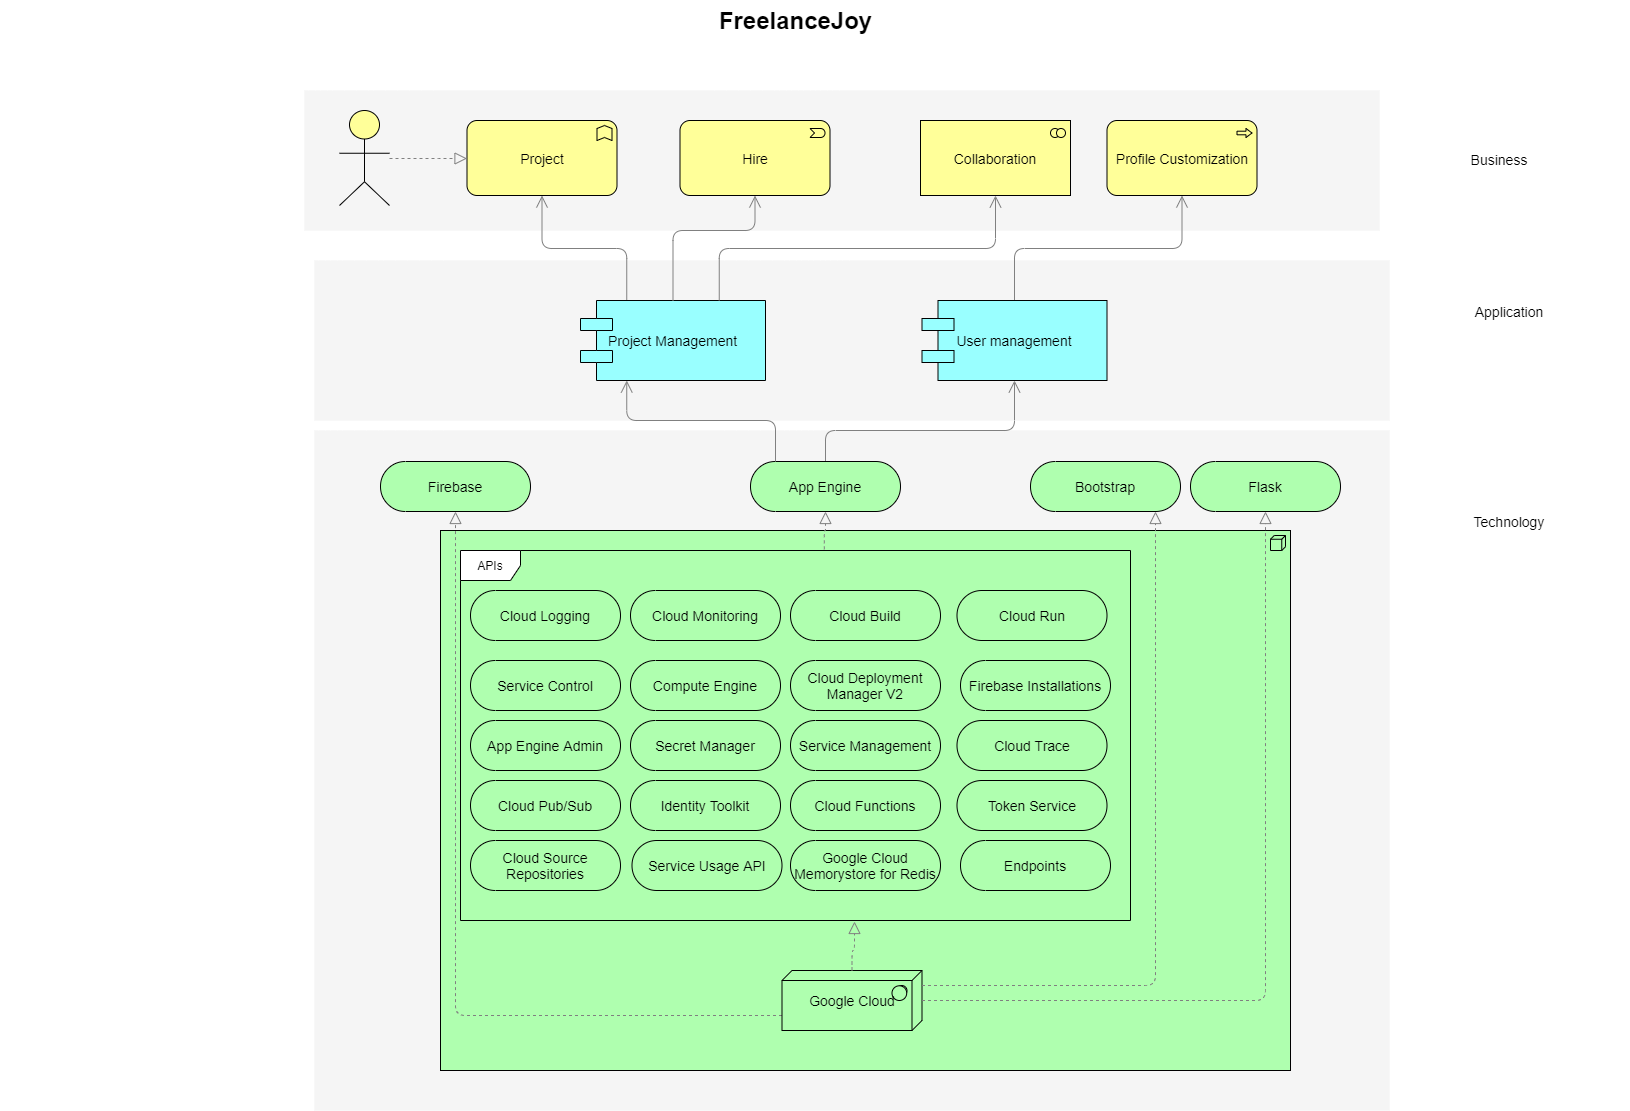 FreelanceJoy
Project
Hire
Collaboration
Profile Customization
Business
Application
Project Management
User management
Firebase
App Engine
Bootstrap
Flask
Technology
APIs
Cloud Logging
Cloud Monitoring
Cloud Build
Cloud Run
Service Control
Compute Engine
Cloud Deployment
Manager V2
Firebase Installations
App Engine Admin
Secret Manager
Service Management
Cloud Trace
Cloud Pub/Sub
Identity Toolkit
Cloud Functions
Token Service
Cloud Source
Repositories
Service Usage API
Google Cloud
Memorystore for Redis
Endpoints
Google Cloud